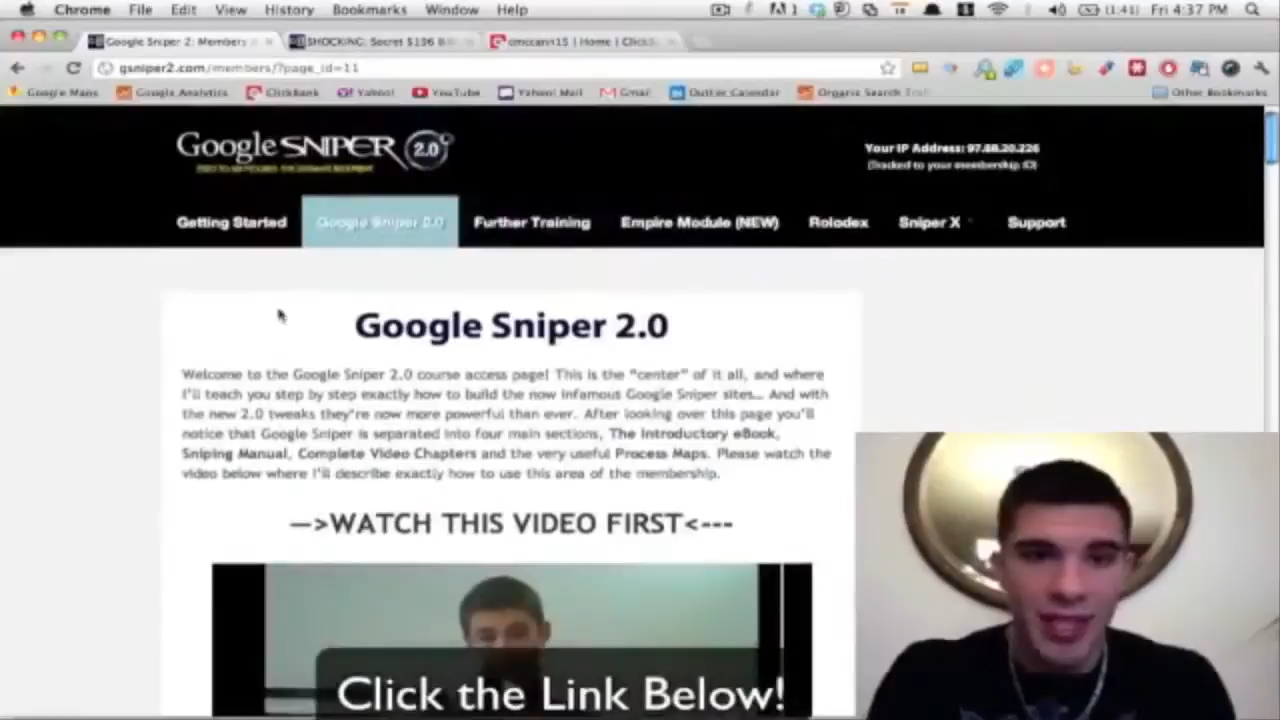 Chrome File Edit View History Bookmarks Window Help (1:41) Fri 4:37 PM
Google Sniper 2: Members SHOCKING: Secret $136 cmccann15 | Home | Click
gsniper2.com/members/?page_id=11
Google Maps Google Analytics ClickBank Yahoo! YouTube Yahoo! Mail Gmail Outlier Calendar Organic Search Other Bookmarks
Google SNIPER 2.0
Your IP Address: 97.88.20.226
(Tracked to your membership ID)
Getting Started Google Sniper 2.0 Further Training Empire Module (NEW) Rolodex Sniper X Support
Google Sniper 2.0
Welcome to the Google Sniper 2.0 course access page! This is the "center" of it all, and where
I'll teach you step by step exactly how to build the now infamous Google Sniper sites... And with
the new 2.0 tweaks they're now more powerful than ever. After looking over this page you'll
notice that Google Sniper is separated into four main sections, The Introductory eBook,
Sniping Manual, Complete Video Chapters and the very useful Process Maps. Please watch the
video below where I'll describe exactly how to use this area of the membership.
—>WATCH THIS VIDEO FIRST<---
Click the Link Below!